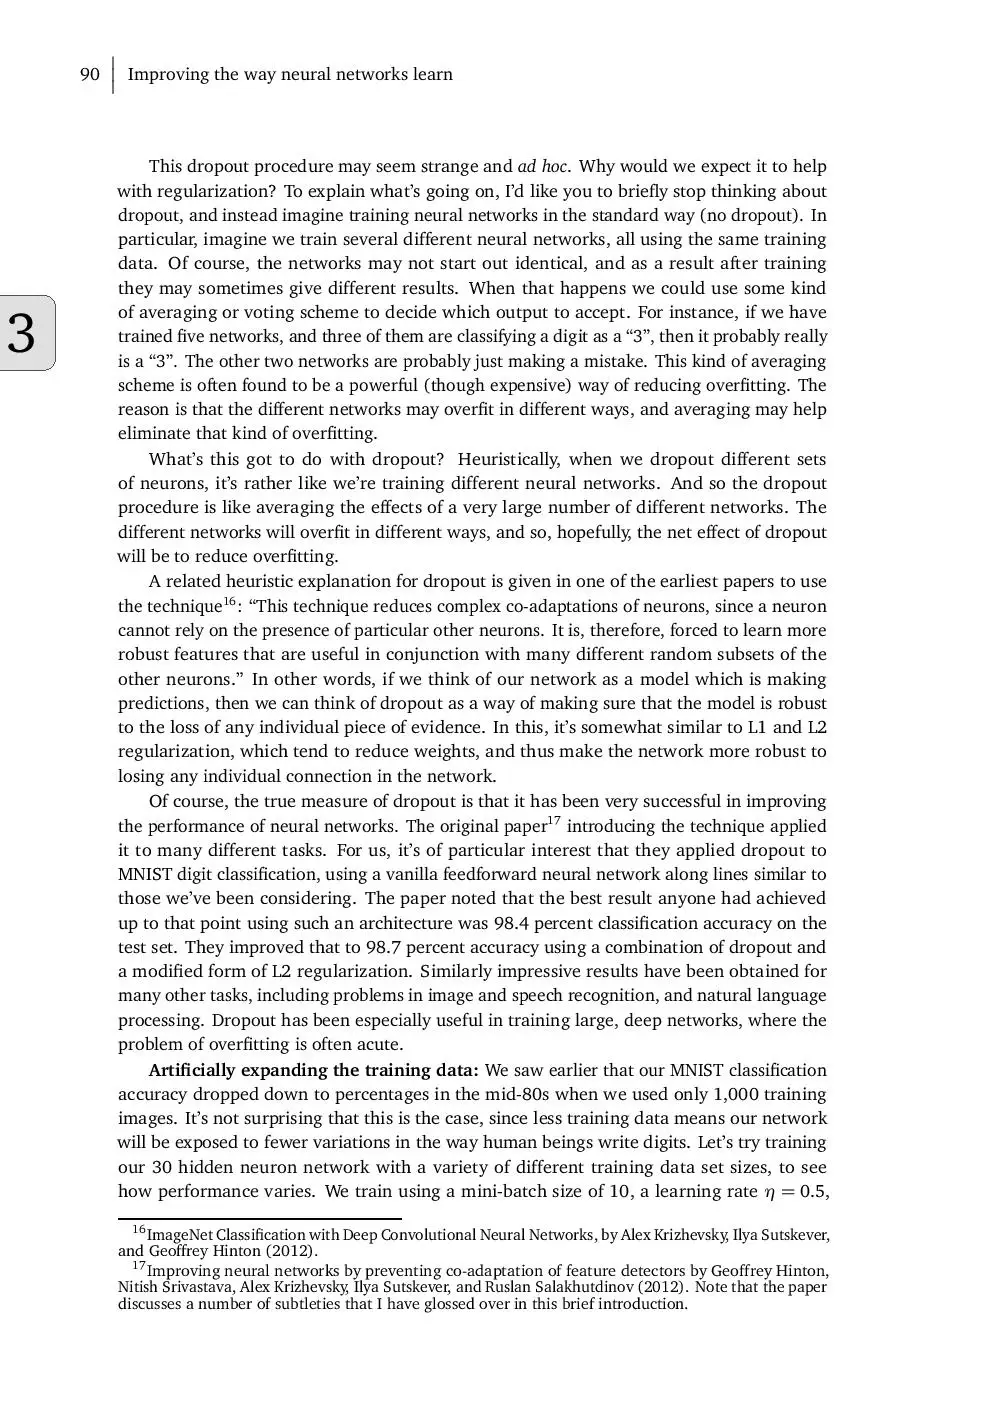 90 Improving the way neural networks learn
This dropout procedure may seem strange and ad hoc. Why would we expect it to help
with regularization? To explain what's going on, I'd like you to briefly stop thinking about
dropout, and instead imagine training neural networks in the standard way (no dropout). In
particular, imagine we train several different neural networks, all using the same training
data. Of course, the networks may not start out identical, and as a result after training
they may sometimes give different results. When that happens we could use some kind
of averaging or voting scheme to decide which output to accept. For instance, if we have
3
trained five networks, and three of them are classifying a digit as a “3”, then it probably really
is a “3”. The other two networks are probably just making a mistake. This kind of averaging
scheme is often found to be a powerful (though expensive) way of reducing overfitting. The
reason is that the different networks may overfit in different ways, and averaging may help
eliminate that kind of overfitting.
What's this got to do with dropout? Heuristically, when we dropout different sets
of neurons, it's rather like we're training different neural networks. And so the dropout
procedure is like averaging the effects of a very large number of different networks. The
different networks will overfit in different ways, and so, hopefully, the net effect of dropout
will be to reduce overfitting.
A related heuristic explanation for dropout is given in one of the earliest papers to use
the technique16: “This technique reduces complex co-adaptations of neurons, since a neuron
cannot rely on the presence of particular other neurons. It is, therefore, forced to learn more
robust features that are useful in conjunction with many different random subsets of the
other neurons.” In other words, if we think of our network as a model which is making
predictions, then we can think of dropout as a way of making sure that the model is robust
to the loss of any individual piece of evidence. In this, it's somewhat similar to L1 and L2
regularization, which tend to reduce weights, and thus make the network more robust to
losing any individual connection in the network.
Of course, the true measure of dropout is that it has been very successful in improving
the performance of neural networks. The original paper17 introducing the technique applied
it to many different tasks. For us, it's of particular interest that they applied dropout to
MNIST digit classification, using a vanilla feedforward neural network along lines similar to
those we've been considering. The paper noted that the best result anyone had achieved
up to that point using such an architecture was 98.4 percent classification accuracy on the
test set. They improved that to 98.7 percent accuracy using a combination of dropout and
a modified form of L2 regularization. Similarly impressive results have been obtained for
many other tasks, including problems in image and speech recognition, and natural language
processing. Dropout has been especially useful in training large, deep networks, where the
problem of overfitting is often acute.
Artificially expanding the training data: We saw earlier that our MNIST classification
accuracy dropped down to percentages in the mid-80s when we used only 1,000 training
images. It's not surprising that this is the case, since less training data means our network
will be exposed to fewer variations in the way human beings write digits. Let's try training
our 30 hidden neuron network with a variety of different training data set sizes, to see
how performance varies. We train using a mini-batch size of 10, a learning rate η = 0.5,
16ImageNet Classification with Deep Convolutional Neural Networks, by Alex Krizhevsky, Ilya Sutskever,
and Geoffrey Hinton (2012).
17Improving neural networks by preventing co-adaptation of feature detectors by Geoffrey Hinton,
Nitish Srivastava, Alex Krizhevsky, Ilya Sutskever, and Ruslan Salakhutdinov (2012). Note that the paper
discusses a number of subtleties that I have glossed over in this brief introduction.